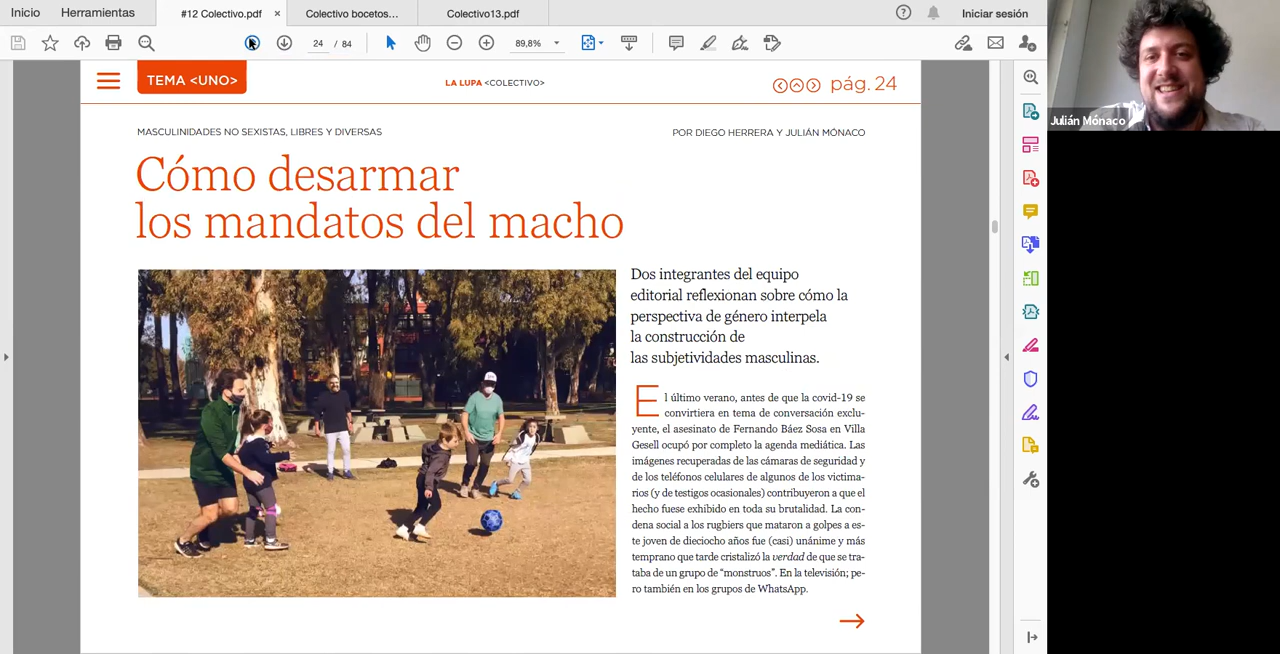 Inicio Herramientas #12 Colectivo.pdf × Colectivo bocetos... Colectivo13.pdf ? Iniciar sesión
24 / 84 89,8%
TEMA <UNO> LA LUPA <COLECTIVO> pág. 24
MASCULINIDADES NO SEXISTAS, LIBRES Y DIVERSAS POR DIEGO HERRERA Y JULIÁN MÓNACO
Cómo desarmar
los mandatos del macho
Dos integrantes del equipo
editorial reflexionan sobre cómo la
perspectiva de género interpela
la construcción de
las subjetividades masculinas.
El último verano, antes de que la covid-19 se
convirtiera en tema de conversación exclu-
yente, el asesinato de Fernando Báez Sosa en Villa
Gesell ocupó por completo la agenda mediática. Las
imágenes recuperadas de las cámaras de seguridad y
de los teléfonos celulares de algunos de los victima-
rios (y de testigos ocasionales) contribuyeron a que el
hecho fuese exhibido en toda su brutalidad. La con-
dena social a los rugbiers que mataron a golpes a es-
te joven de dieciocho años fue (casi) unánime y más
temprano que tarde cristalizó la verdad de que se tra-
taba de un grupo de “monstruos”. En la televisión; pe-
ro también en los grupos de WhatsApp.
Julián Mónaco